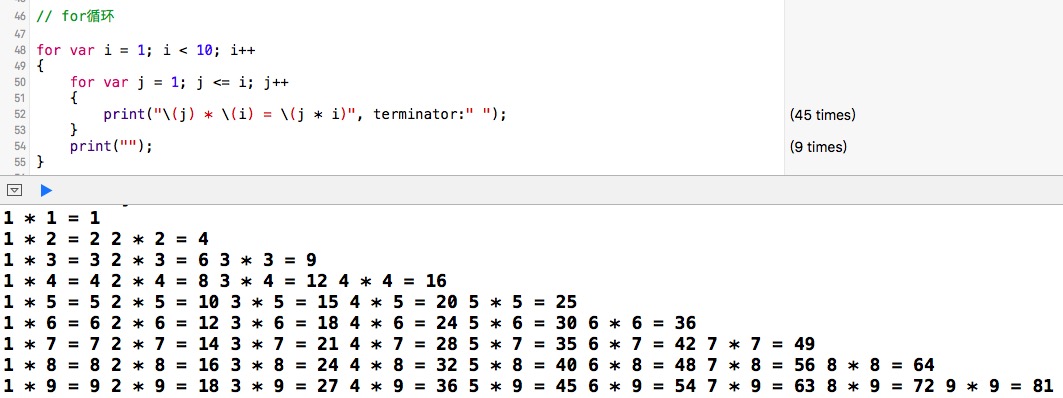 46 // for循环
47
48 for var i = 1; i < 10; i++
49 {
50 for var j = 1; j <= i; j++
51 {
52 print("\(j) * \(i) = \(j * i)", terminator:" "); (45 times)
53 }
54 print(""); (9 times)
55 }
1 * 1 = 1
1 * 2 = 2 2 * 2 = 4
1 * 3 = 3 2 * 3 = 6 3 * 3 = 9
1 * 4 = 4 2 * 4 = 8 3 * 4 = 12 4 * 4 = 16
1 * 5 = 5 2 * 5 = 10 3 * 5 = 15 4 * 5 = 20 5 * 5 = 25
1 * 6 = 6 2 * 6 = 12 3 * 6 = 18 4 * 6 = 24 5 * 6 = 30 6 * 6 = 36
1 * 7 = 7 2 * 7 = 14 3 * 7 = 21 4 * 7 = 28 5 * 7 = 35 6 * 7 = 42 7 * 7 = 49
1 * 8 = 8 2 * 8 = 16 3 * 8 = 24 4 * 8 = 32 5 * 8 = 40 6 * 8 = 48 7 * 8 = 56 8 * 8 = 64
1 * 9 = 9 2 * 9 = 18 3 * 9 = 27 4 * 9 = 36 5 * 9 = 45 6 * 9 = 54 7 * 9 = 63 8 * 9 = 72 9 * 9 = 81